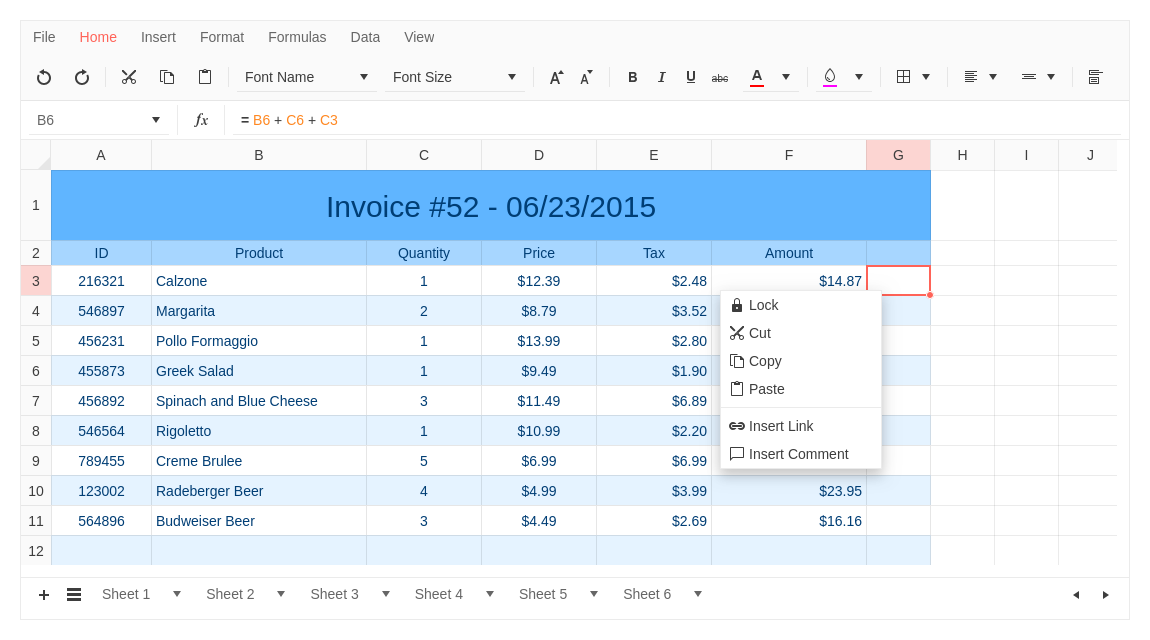 File Home Insert Format Formulas Data View
Font Name Font Size A A B I U abc A
B6 fx = B6 + C6 + C3
A B C D E F G H I J
1 Invoice #52 - 06/23/2015
2 ID Product Quantity Price Tax Amount
3 216321 Calzone 1 $12.39 $2.48 $14.87
4 546897 Margarita 2 $8.79 $3.52
Lock
5 456231 Pollo Formaggio 1 $13.99 $2.80
Cut
6 455873 Greek Salad 1 $9.49 $1.90
Copy
7 456892 Spinach and Blue Cheese 3 $11.49 $6.89
Paste
8 546564 Rigoletto 1 $10.99 $2.20
Insert Link
9 789455 Creme Brulee 5 $6.99 $6.99
Insert Comment
10 123002 Radeberger Beer 4 $4.99 $3.99 $23.95
11 564896 Budweiser Beer 3 $4.49 $2.69 $16.16
12
Sheet 1 Sheet 2 Sheet 3 Sheet 4 Sheet 5 Sheet 6